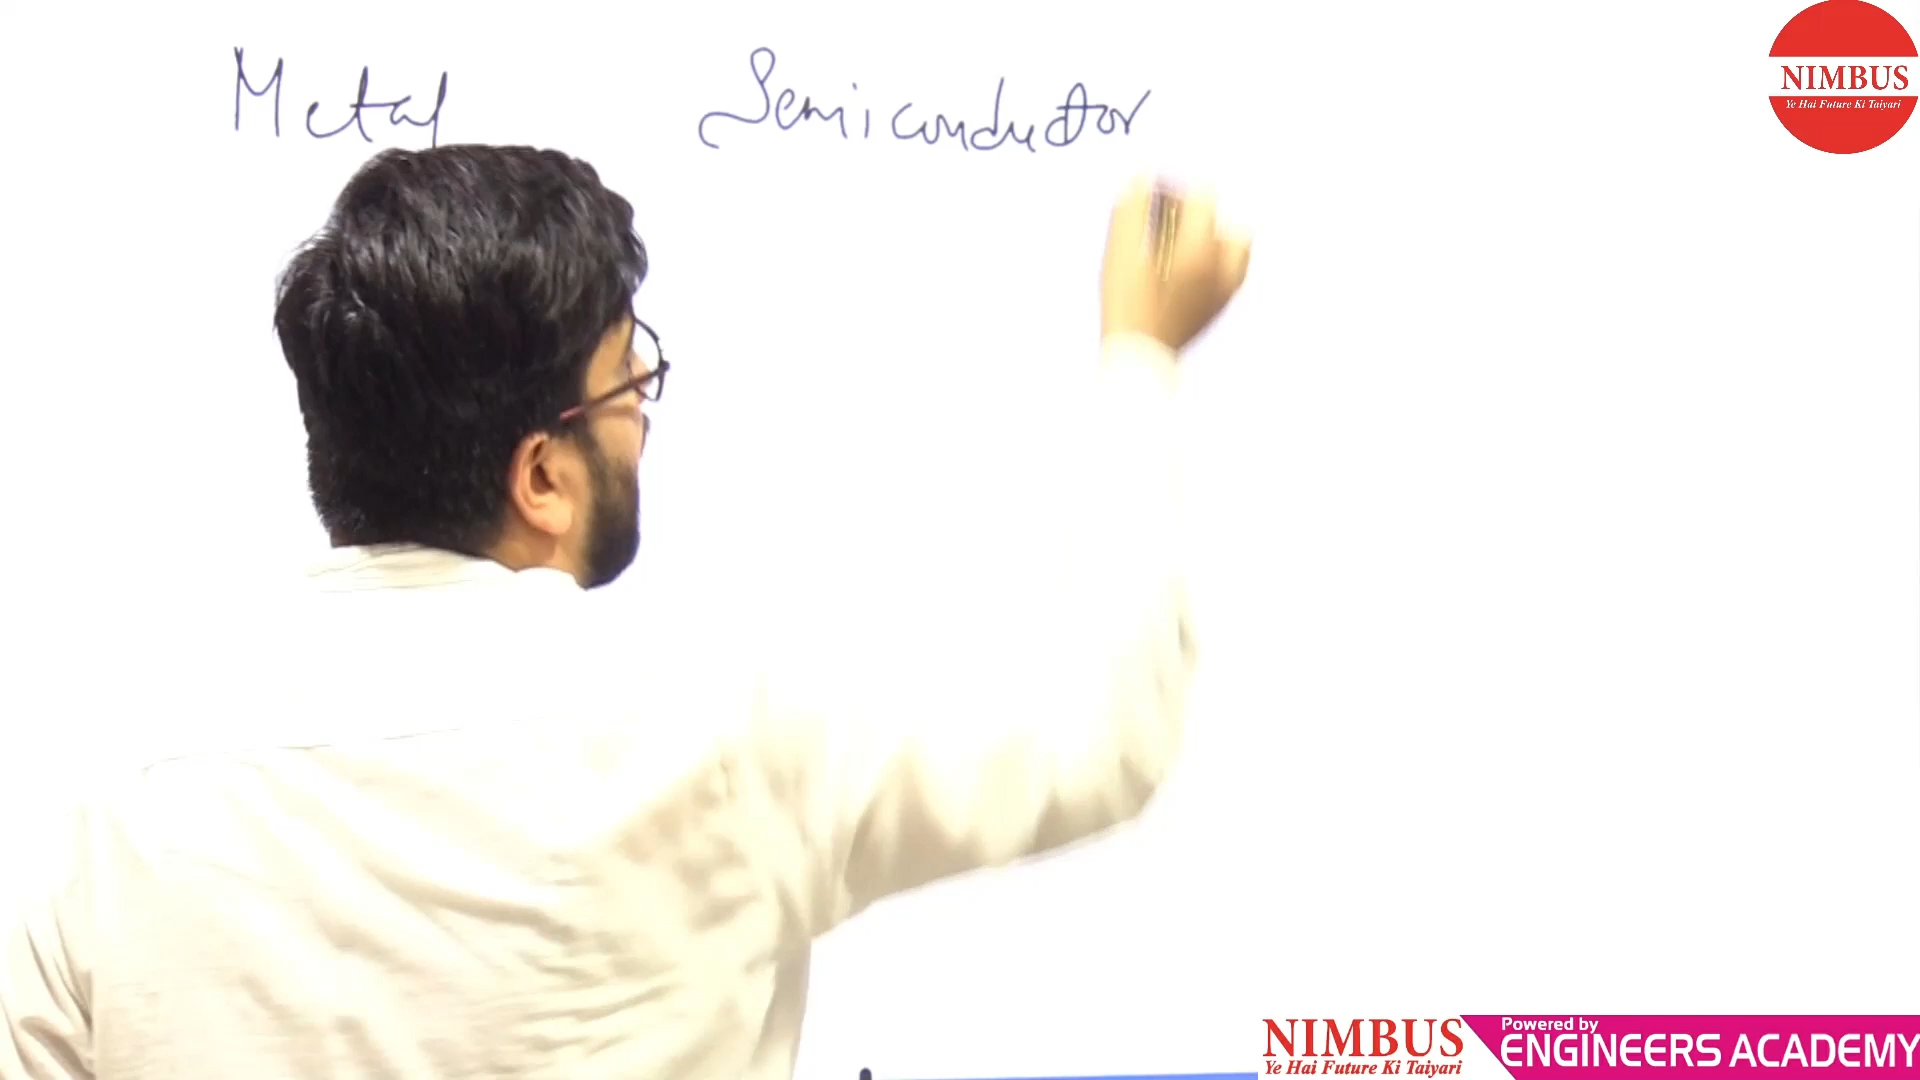 Metal Semiconductor
NIMBUS
Ye Hai Future Ki Taiyari
NIMBUS
Ye Hai Future Ki Taiyari
Powered by
ENGINEERS ACADEMY